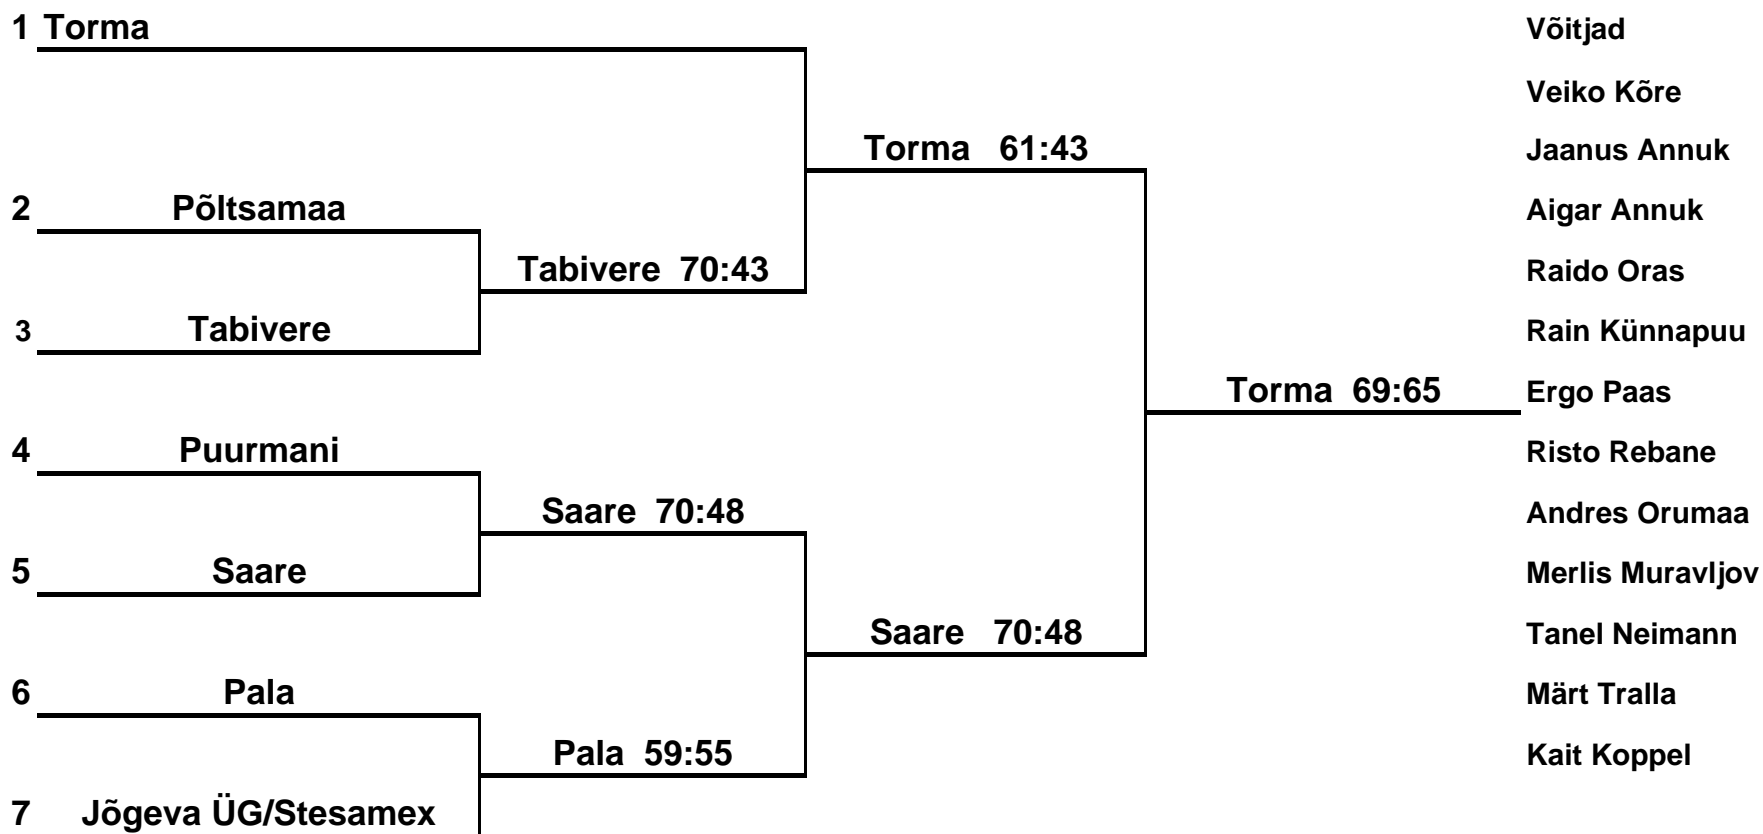 1 Torma
Võitjad
Veiko Kõre
Torma 61:43
Jaanus Annuk
2 Põltsamaa
Aigar Annuk
Tabivere 70:43
Raido Oras
3 Tabivere
Rain Künnapuu
Torma 69:65
Ergo Paas
4 Puurmani
Risto Rebane
Saare 70:48
Andres Orumaa
5 Saare
Merlis Muravljov
Saare 70:48
Tanel Neimann
6 Pala
Märt Tralla
Pala 59:55
Kait Koppel
7 Jõgeva ÜG/Stesamex